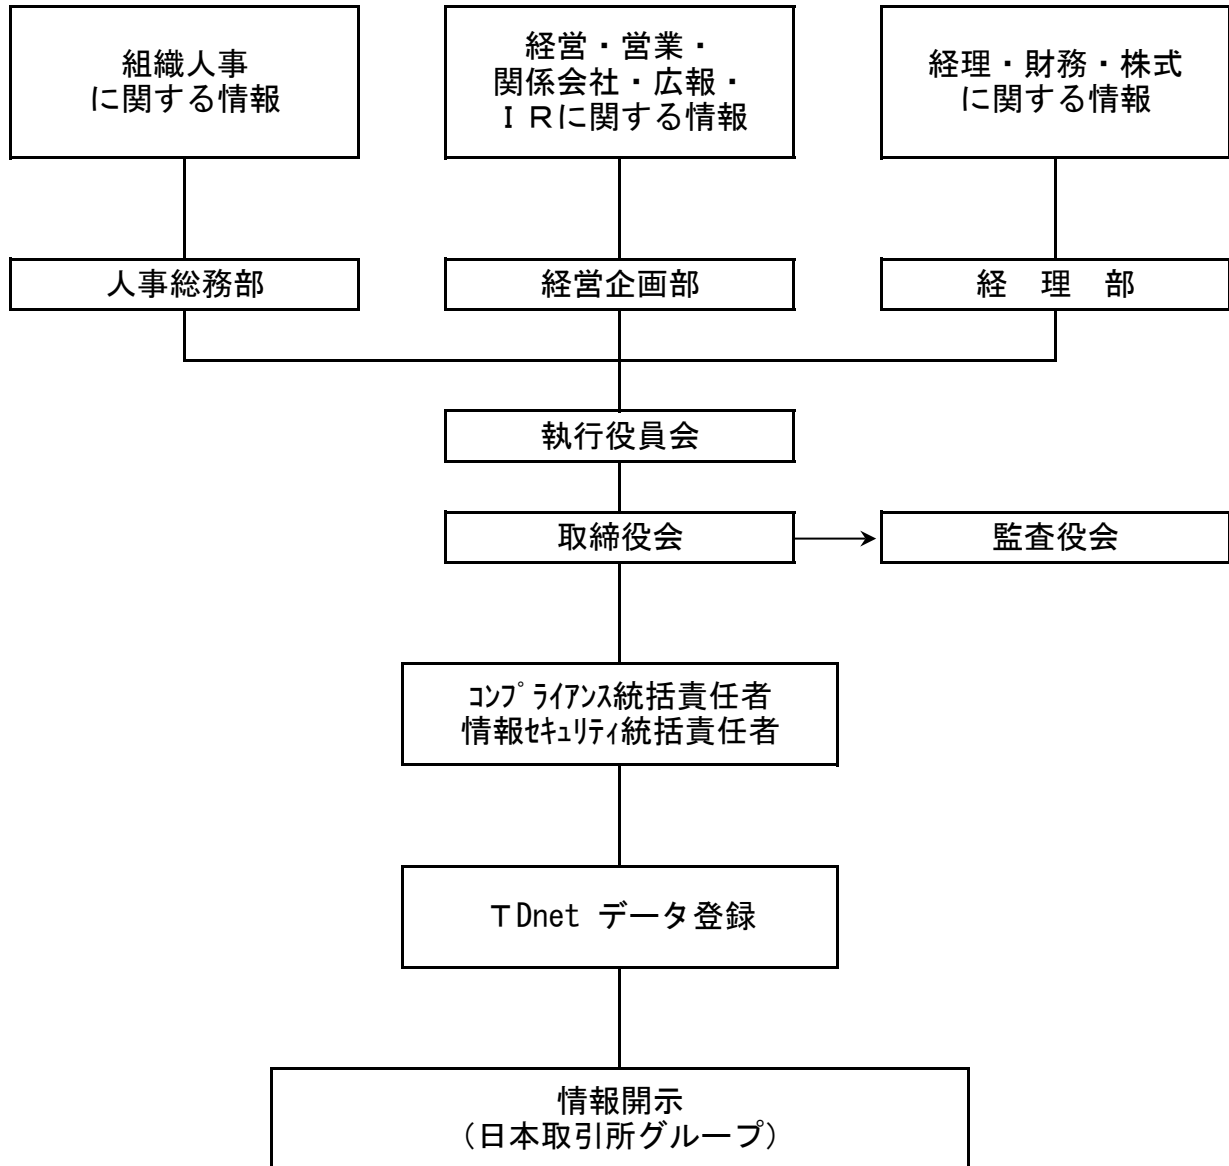 組織人事
に関する情報
経営・営業・
関係会社・広報・
ＩＲに関する情報
経理・財務・株式
に関する情報
人事総務部
経営企画部
経　理　部
執行役員会
取締役会
監査役会
ｺﾝﾌﾟﾗｲｱﾝｽ統括責任者
情報ｾｷｭﾘﾃｨ統括責任者
ＴDnet データ登録
情報開示
（日本取引所グループ）